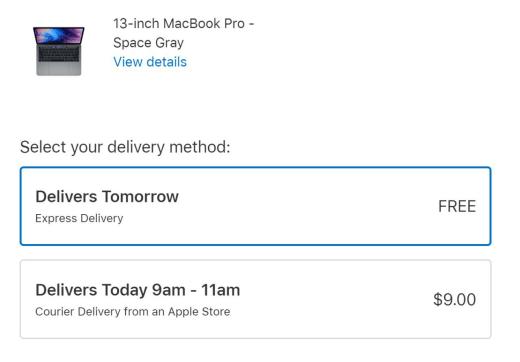 13-inch MacBook Pro -
Space Gray
View details
Select your delivery method:
Delivers Tomorrow
Express Delivery
FREE
Delivers Today 9am - 11am
Courier Delivery from an Apple Store
$9.00